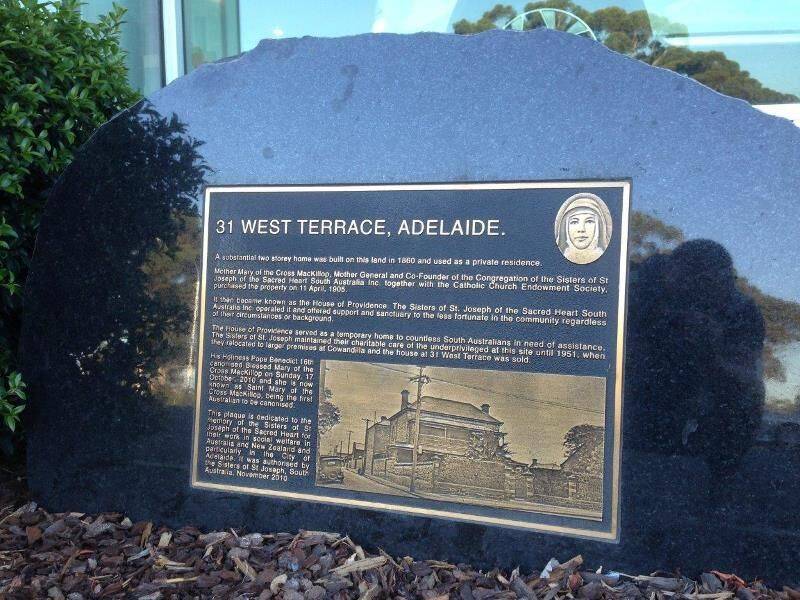 31 WEST TERRACE, ADELAIDE.
A substantial two storey home was built on this land in 1860 and used as a private residence.
Mother Mary of the Cross MacKillop, Mother General and Co-Founder of the Congregation of the Sisters of St
Joseph of the Sacred Heart South Australia Inc. together with the Catholic Church Endowment Society,
purchased the property on 11 April, 1905.
It then became known as the House of Providence. The Sisters of St. Joseph of the Sacred Heart South
Australia Inc. operated it and offered support and sanctuary to the less fortunate in the community regardless
of their circumstances or background.
The House of Providence served as a temporary home to countless South Australians in need of assistance.
The Sisters of St. Joseph maintained their charitable care of the underprivileged at this site until 1951, when
they relocated to larger premises at Cowandilla and the house at 31 West Terrace was sold.
His Holiness Pope Benedict 16th
canonised Blessed Mary of the
Cross MacKillop on Sunday, 17
October, 2010 and she is now
known as Saint Mary of the
Cross MacKillop, being the first
Australian to be canonised.
This plaque is dedicated to the
memory of the Sisters of St
Joseph of the Sacred Heart for
their work in social welfare in
Australia and New Zealand and
particularly in the City of
Adelaide. It was authorised by
the Sisters of St Joseph, South
Australia, November 2010